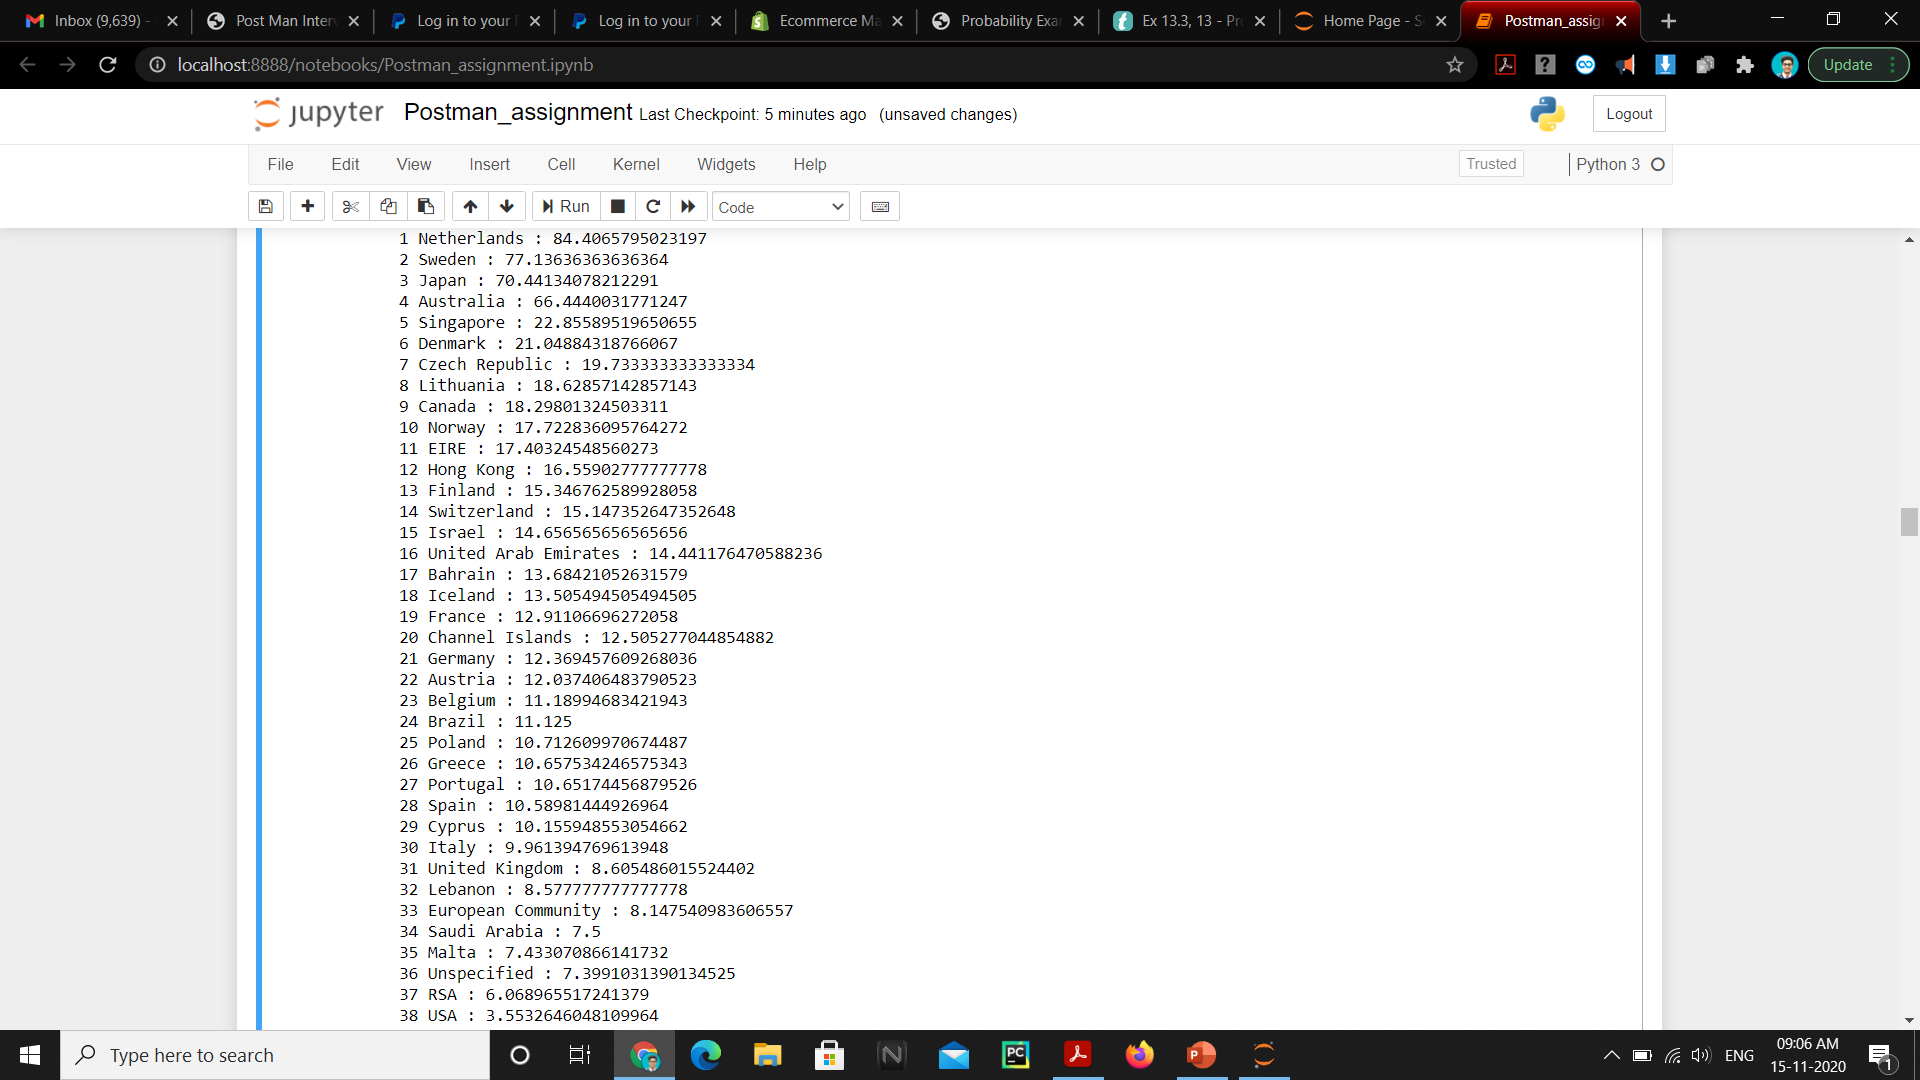 Inbox (9,639) -
Post Man Inter
Log in to your
Log in to your
Ecommerce Ma
Probability Exa
Ex 13.3, 13 - Pr
Home Page - S
Postman_assig
localhost:8888/notebooks/Postman_assignment.ipynb
Update
jupyter Postman_assignment Last Checkpoint: 5 minutes ago (unsaved changes)
Logout
File Edit View Insert Cell Kernel Widgets Help
Trusted
Python 3
Run
Code
1 Netherlands : 84.4065795023197
2 Sweden : 77.13636363636364
3 Japan : 70.44134078212291
4 Australia : 66.4440031771247
5 Singapore : 22.85589519650655
6 Denmark : 21.04884318766067
7 Czech Republic : 19.733333333333334
8 Lithuania : 18.62857142857143
9 Canada : 18.29801324503311
10 Norway : 17.722836095764272
11 EIRE : 17.40324548560273
12 Hong Kong : 16.55902777777778
13 Finland : 15.346762589928058
14 Switzerland : 15.147352647352648
15 Israel : 14.656565656565656
16 United Arab Emirates : 14.441176470588236
17 Bahrain : 13.68421052631579
18 Iceland : 13.505494505494505
19 France : 12.91106696272058
20 Channel Islands : 12.505277044854882
21 Germany : 12.369457609268036
22 Austria : 12.037406483790523
23 Belgium : 11.18994683421943
24 Brazil : 11.125
25 Poland : 10.712609970674487
26 Greece : 10.657534246575343
27 Portugal : 10.65174456879526
28 Spain : 10.58981444926964
29 Cyprus : 10.155948553054662
30 Italy : 9.961394769613948
31 United Kingdom : 8.605486015524402
32 Lebanon : 8.577777777777778
33 European Community : 8.147540983606557
34 Saudi Arabia : 7.5
35 Malta : 7.433070866141732
36 Unspecified : 7.3991031390134525
37 RSA : 6.068965517241379
38 USA : 3.5532646048109964
Type here to search
ENG
09:06 AM
15-11-2020
1